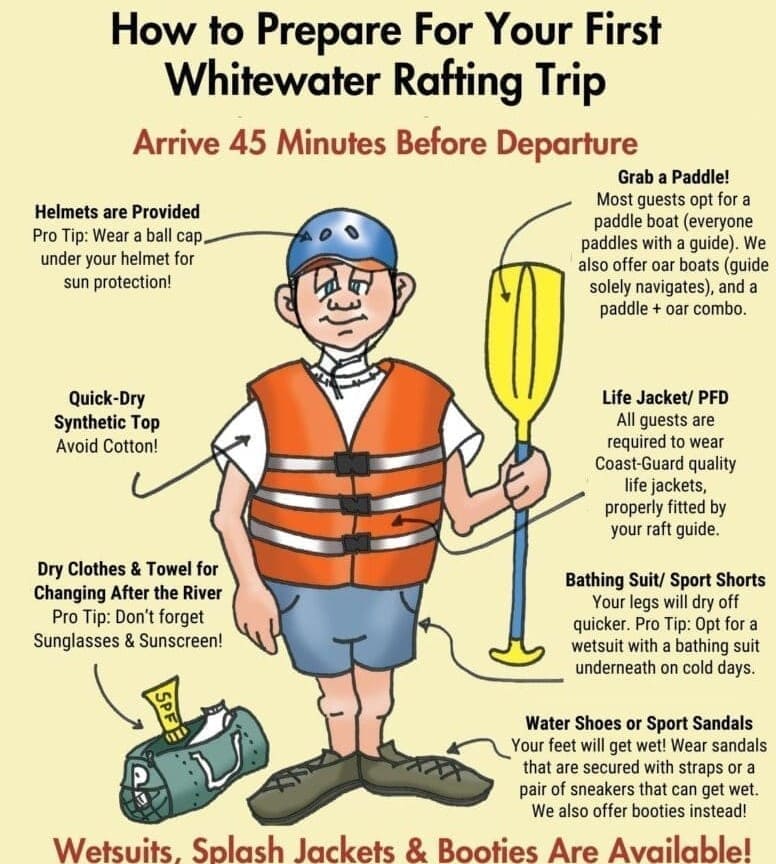 How to Prepare For Your First
Whitewater Rafting Trip
Arrive 45 Minutes Before Departure
Helmets are Provided
Pro Tip: Wear a ball cap
under your helmet for
sun protection!
Grab a Paddle!
Most guests opt for a
paddle boat (everyone
paddles with a guide). We
also offer oar boats (guide
solely navigates), and a
paddle + oar combo.
Quick-Dry
Synthetic Top
Avoid Cotton!
Life Jacket/ PFD
All guests are
required to wear
Coast-Guard quality
life jackets,
properly fitted by
your raft guide.
Dry Clothes & Towel for
Changing After the River
Pro Tip: Don't forget
Sunglasses & Sunscreen!
Bathing Suit/ Sport Shorts
Your legs will dry off
quicker. Pro Tip: Opt for a
wetsuit with a bathing suit
underneath on cold days.
SPF
Water Shoes or Sport Sandals
Your feet will get wet! Wear sandals
that are secured with straps or a
pair of sneakers that can get wet.
We also offer booties instead!
Wetsuits, Splash Jackets & Booties Are Available!